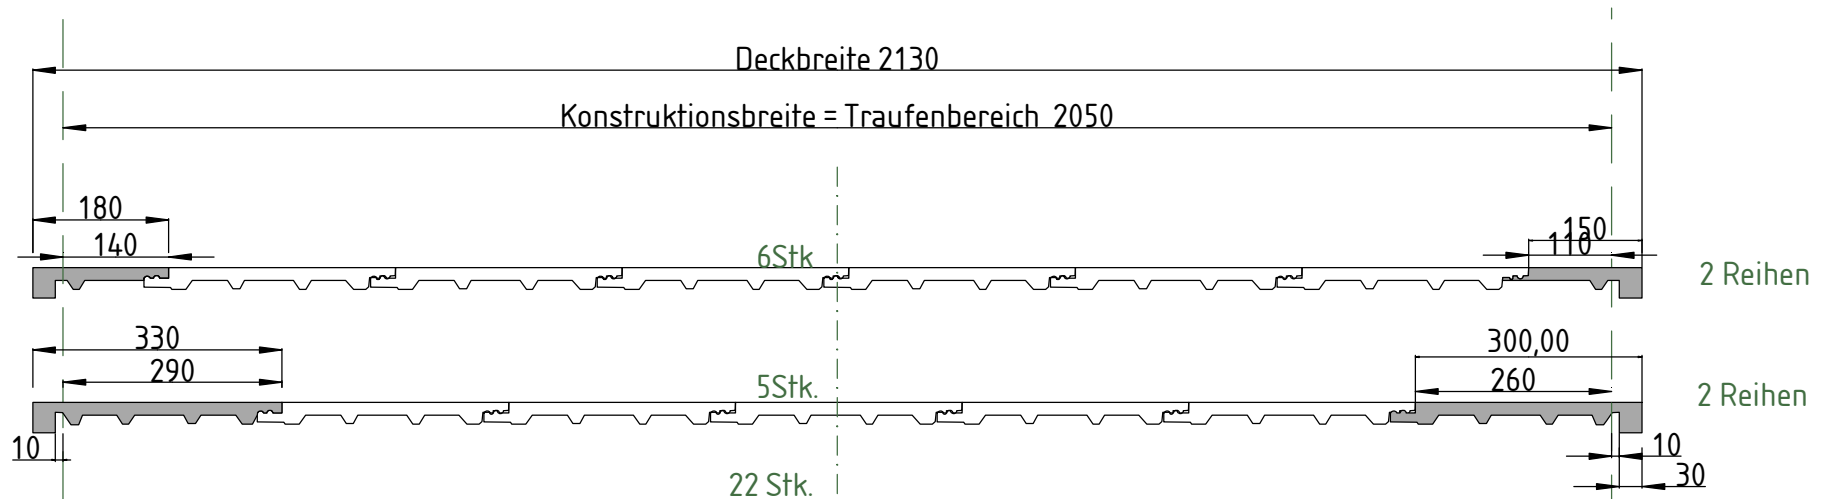 Deckbreite 2130
Konstruktionsbreite = Traufenbereich 2050
180
150
140
6Stk
110
2 Reihen
330
300,00
290
5Stk.
260
2 Reihen
10
10
22 Stk.
30